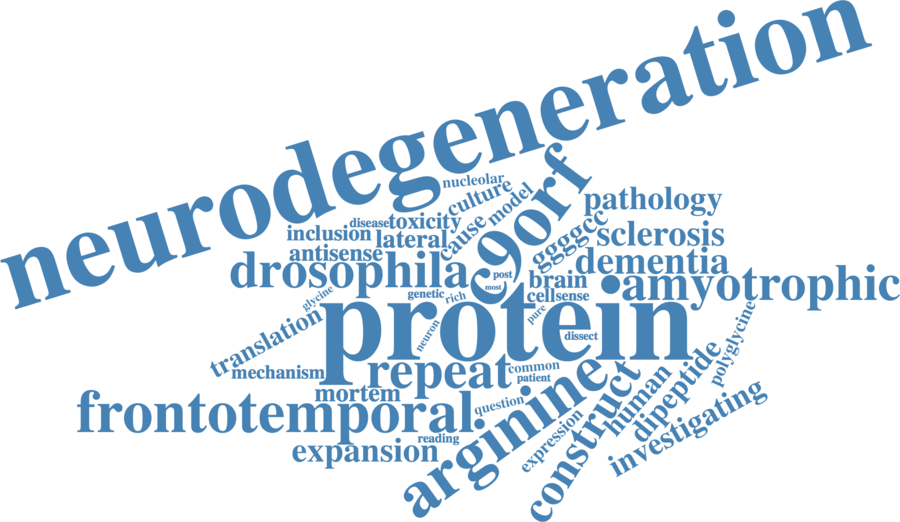 neurodegeneration
nucleolar
culture
model
c9orf
pathology
disease
toxicity
cause
ggggcc
sclerosis
inclusion
lateral
antisense
dementia
drosophila
post
most
brain
cellsense
amyotrophic
glycine
genetic
rich
pure
protein
neuron
dissect
polyglycine
translation
mechanism
repeat
common
patient
mortem
frontotemporal
question
arginine
construct
human
dipeptide
investigating
expression
reading
expansion